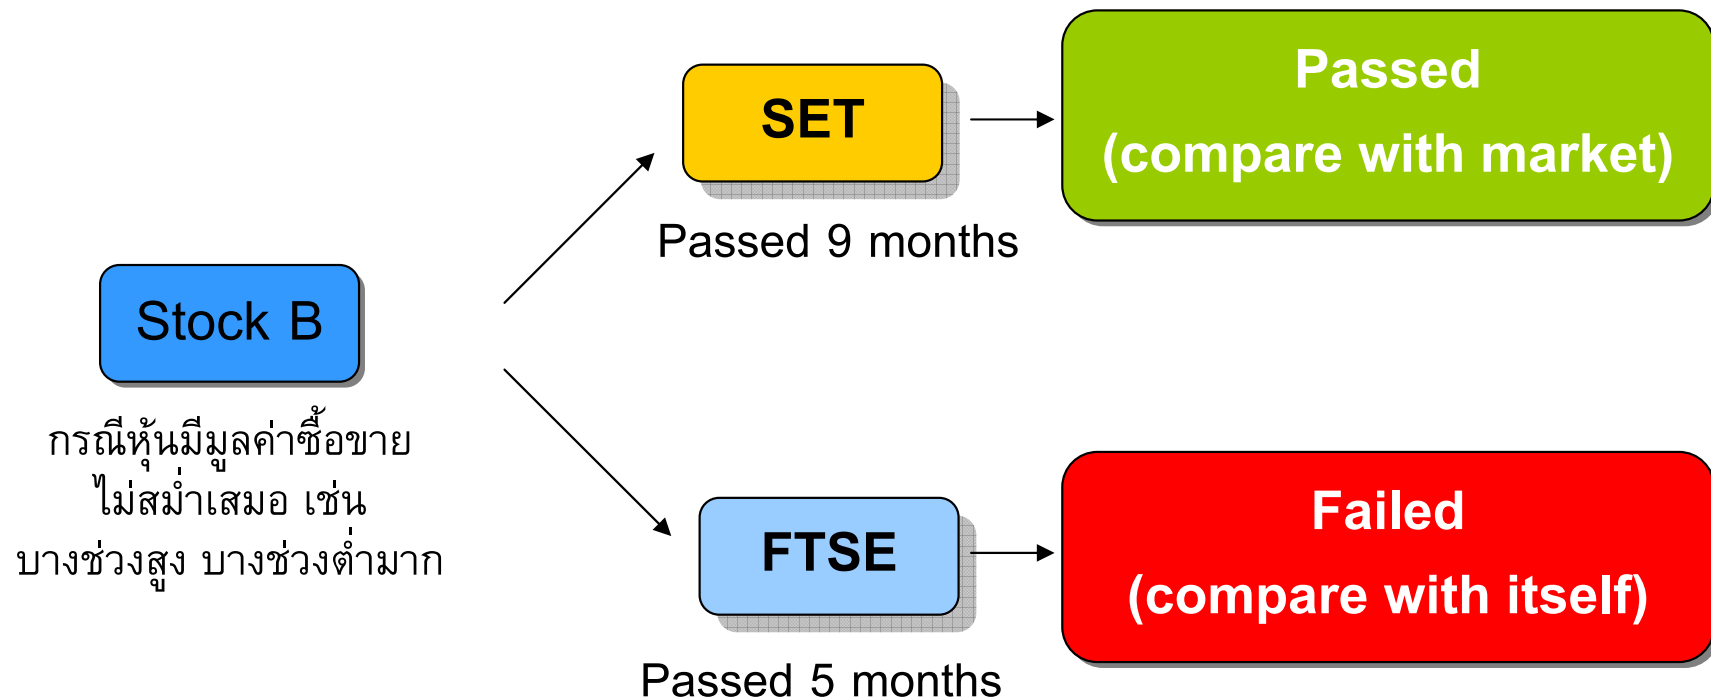 Stock B
กรณีหุ้นมีมูลค่าซื้อขาย
ไม่สม่ำเสมอ เช่น
บางช่วงสูง บางช่วงต่ำมาก
SET
Passed 9 months
Passed
(compare with market)
FTSE
Passed 5 months
Failed
(compare with itself)